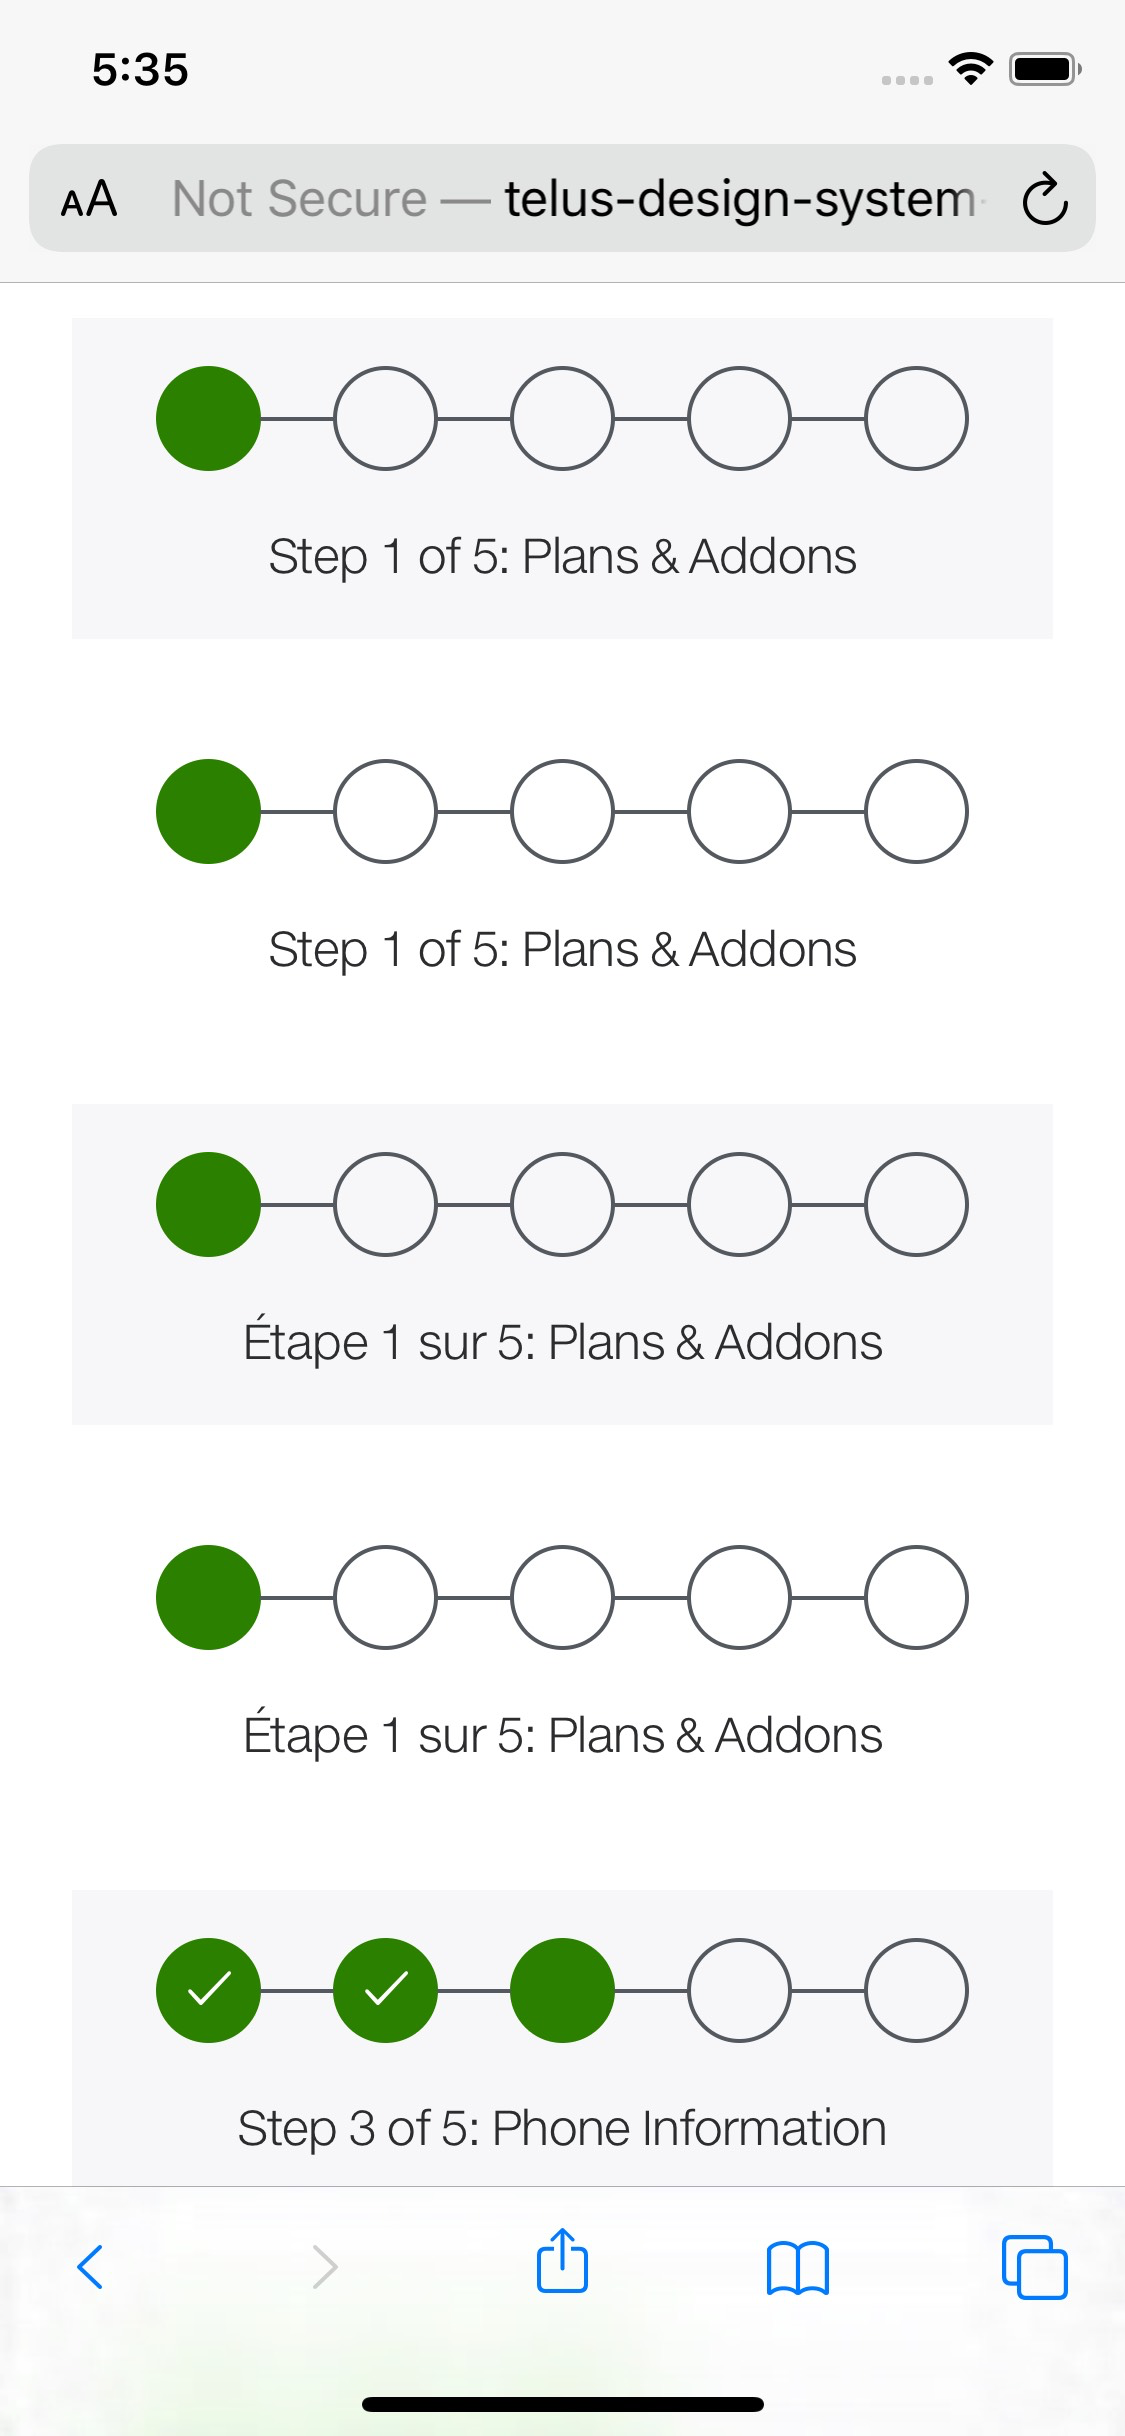 5:35
AA Not Secure — telus-design-system-
Step 1 of 5: Plans & Addons
Step 1 of 5: Plans & Addons
Étape 1 sur 5: Plans & Addons
Étape 1 sur 5: Plans & Addons
Step 3 of 5: Phone Information